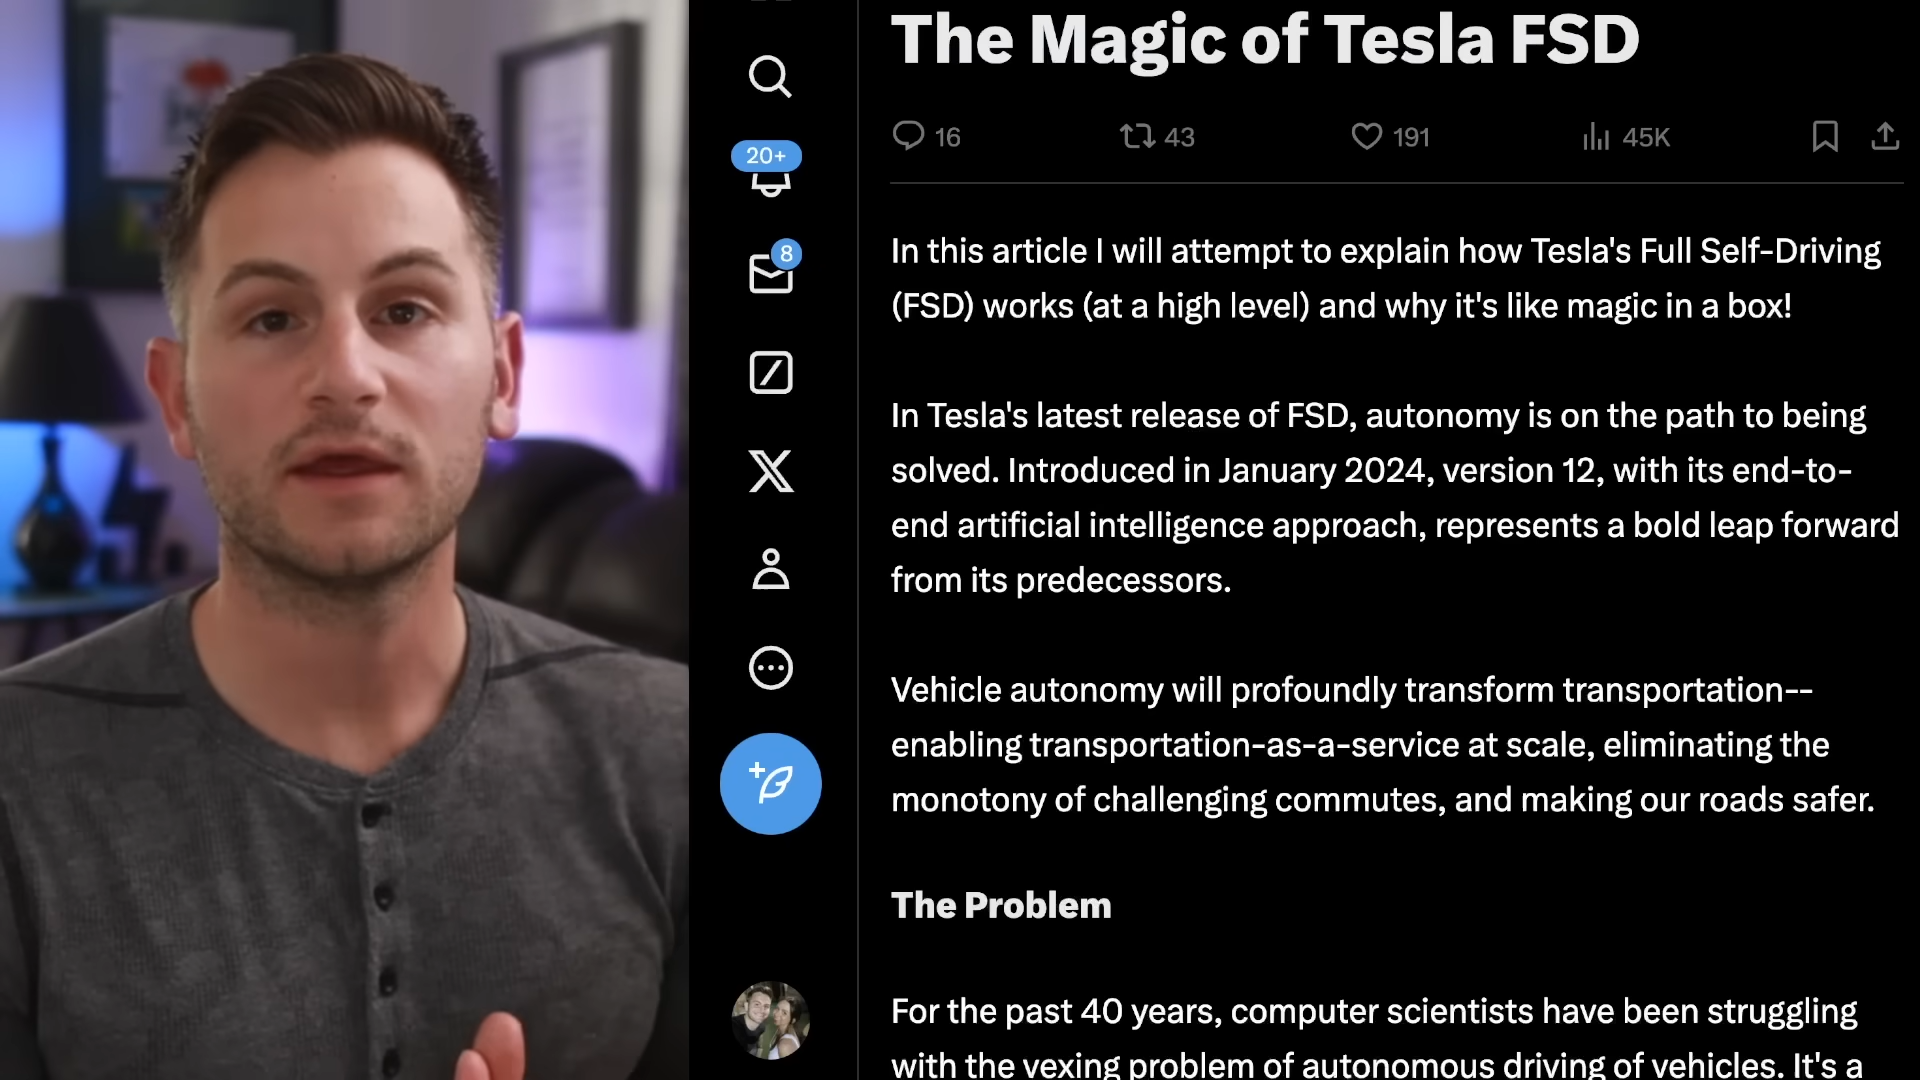 The Magic of Tesla FSD
20+
8
16 43 191 45K
In this article I will attempt to explain how Tesla's Full Self-Driving
(FSD) works (at a high level) and why it's like magic in a box!
In Tesla's latest release of FSD, autonomy is on the path to being
solved. Introduced in January 2024, version 12, with its end-to-
end artificial intelligence approach, represents a bold leap forward
from its predecessors.
Vehicle autonomy will profoundly transform transportation--
enabling transportation-as-a-service at scale, eliminating the
monotony of challenging commutes, and making our roads safer.
The Problem
For the past 40 years, computer scientists have been struggling
with the vexing problem of autonomous driving of vehicles. It's a